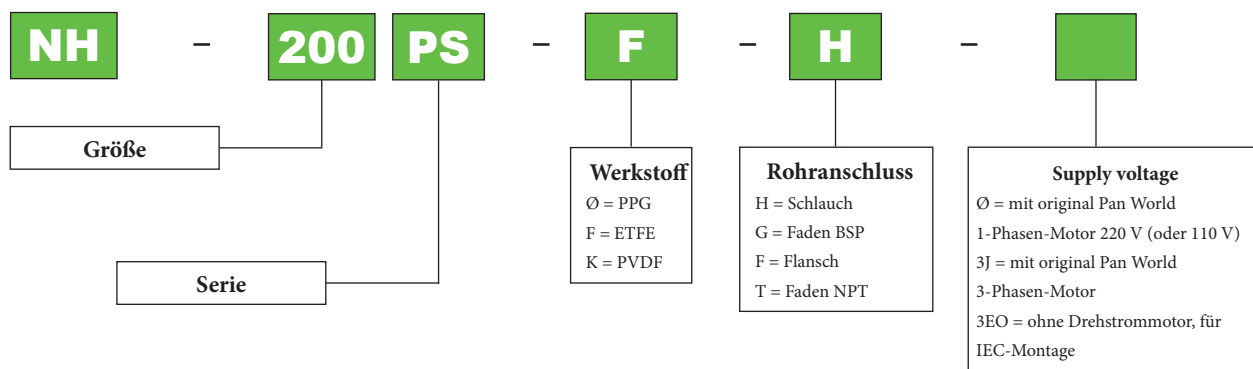 NH - 200 PS - F - H -
Größe
Serie
Werkstoff
Ø = PPG
F = ETFE
K = PVDF
Rohranschluss
H = Schlauch
G = Faden BSP
F = Flansch
T = Faden NPT
Supply voltage
Ø = mit original Pan World
1-Phasen-Motor 220 V (oder 110 V)
3J = mit original Pan World
3-Phasen-Motor
3EO = ohne Drehstrommotor, für
IEC-Montage